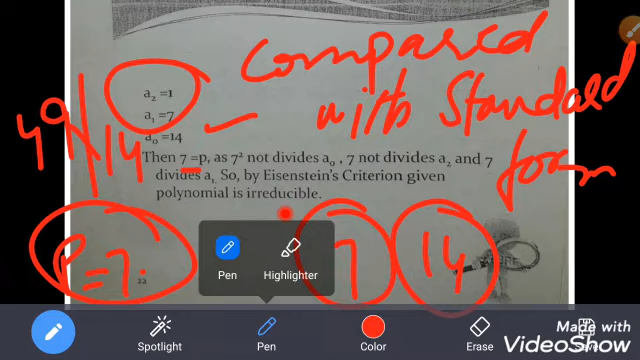 compared
with Standard
form
a₂ =1
a₁ =7
a₀ =14
49/14
Then 7 =p, as 7² not divides a₀ , 7 not divides a₂ and 7
divides a₁. So, by Eisenstein's Criterion given
polynomial is irreducible.
P=7.
22
7
14
Pen
Highlighter
Spotlight
Pen
Color
Erase
Save
Made with
VideoShow